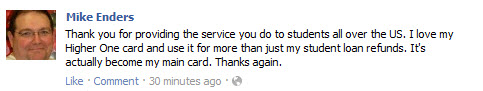 Mike Enders
Thank you for providing the service you do to students all over the US. I love my
Higher One card and use it for more than just my student loan refunds. It's
actually become my main card. Thanks again.
Like · Comment · 30 minutes ago ·